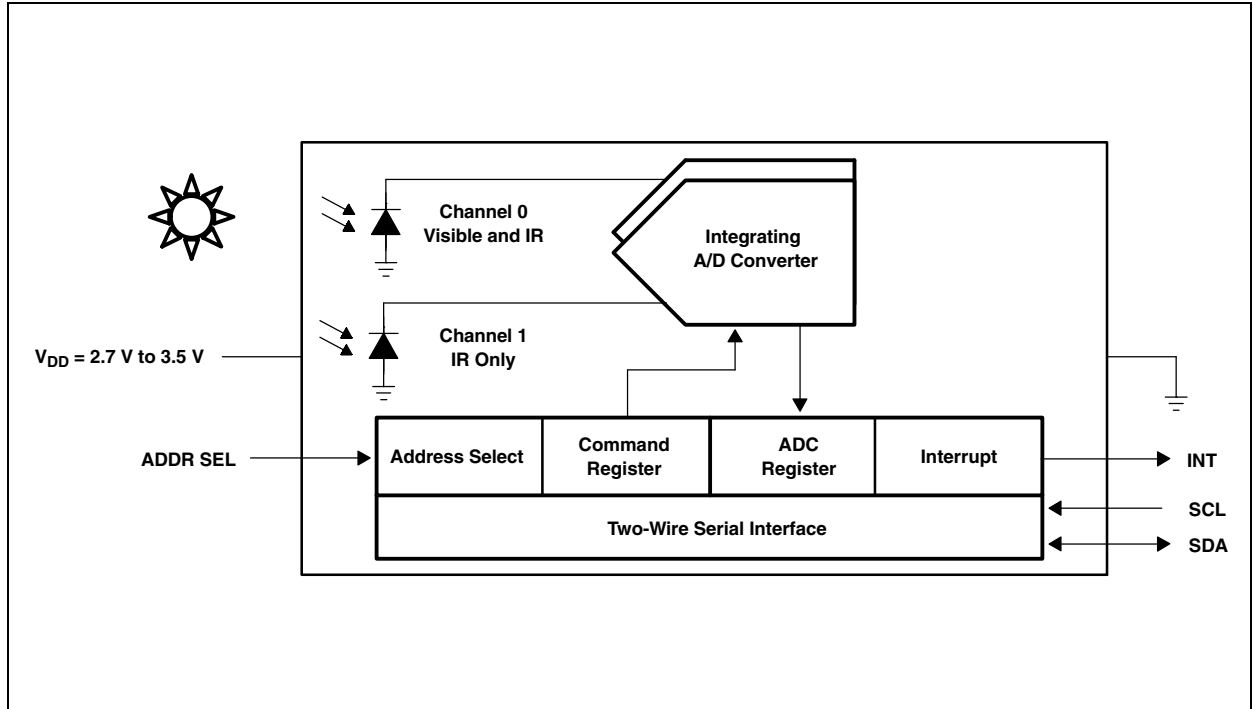 Channel 0
Visible and IR
Integrating
A/D Converter
Channel 1
IR Only
VDD = 2.7 V to 3.5 V
ADDR SEL
Address Select
Command
Register
ADC
Register
Interrupt
INT
SCL
Two-Wire Serial Interface
SDA